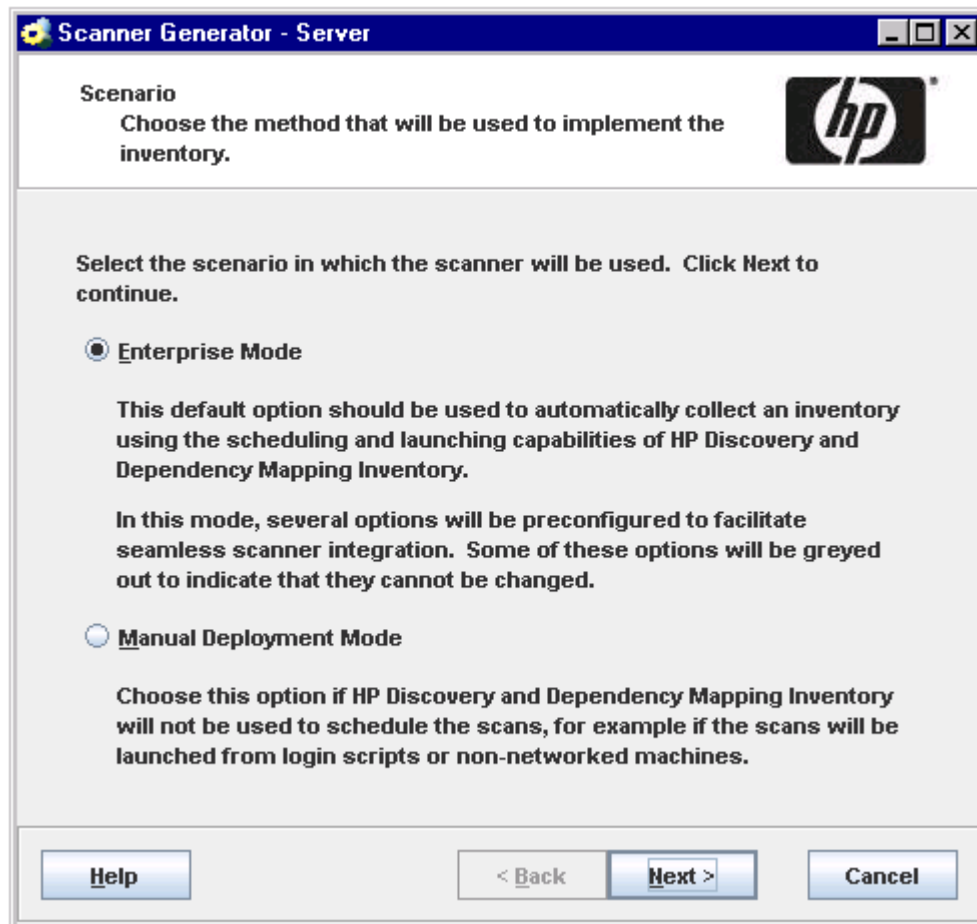 Scanner Generator - Server
Scenario
Choose the method that will be used to implement the
inventory.
hp
Select the scenario in which the scanner will be used.  Click Next to
continue.
Enterprise Mode
This default option should be used to automatically collect an inventory
using the scheduling and launching capabilities of HP Discovery and
Dependency Mapping Inventory.
In this mode, several options will be preconfigured to facilitate
seamless scanner integration.  Some of these options will be greyed
out to indicate that they cannot be changed.
Manual Deployment Mode
Choose this option if HP Discovery and Dependency Mapping Inventory
will not be used to schedule the scans, for example if the scans will be
launched from login scripts or non-networked machines.
Help
< Back
Next >
Cancel